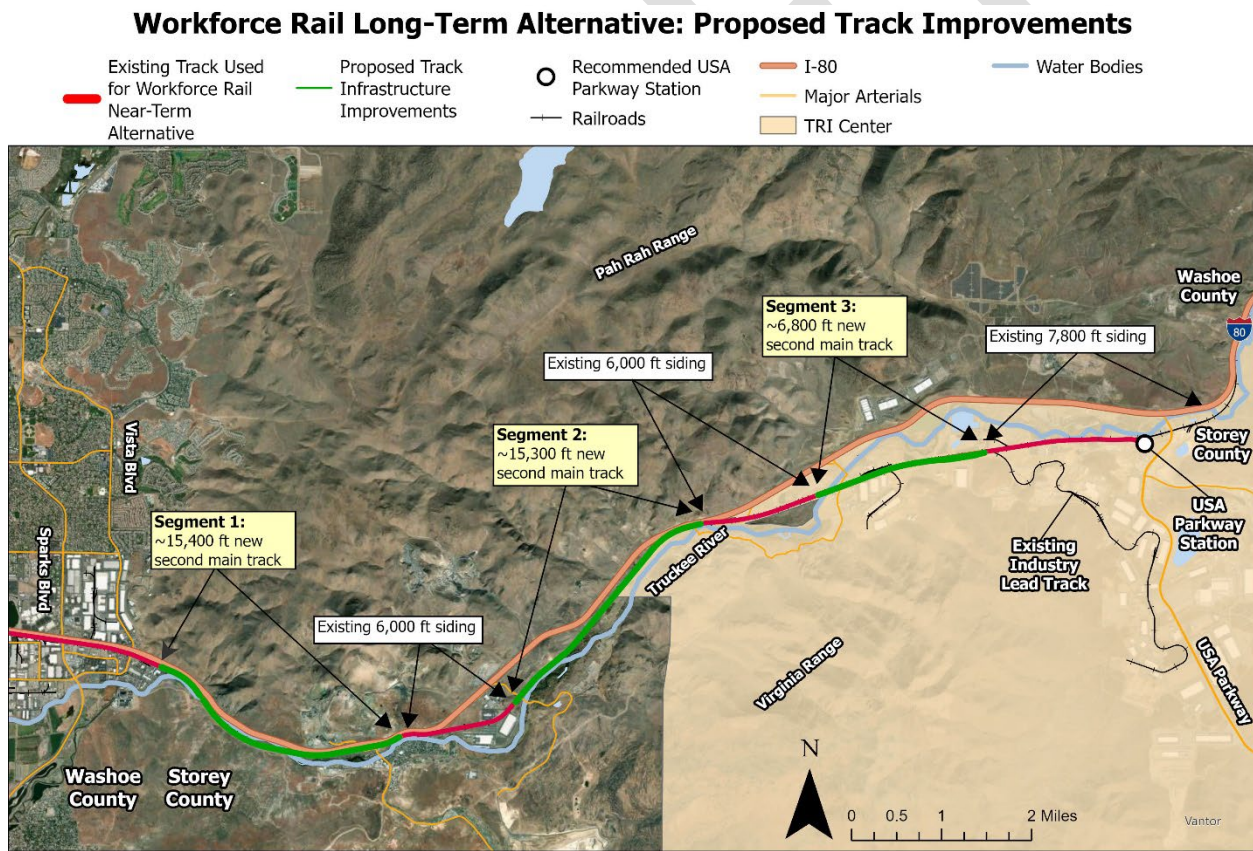 Workforce Rail Long-Term Alternative: Proposed Track Improvements
Existing Track Used
for Workforce Rail
Near-Term
Alternative
Proposed Track
Infrastructure
Improvements
Recommended USA
Parkway Station
Railroads
I-80
Major Arterials
TRI Center
Water Bodies
Pah Rah Range
Washoe
County
80
Segment 3:
~6,800 ft new
second main track
Existing 7,800 ft siding
Existing 6,000 ft siding
Storey
County
Vista Blvd
Segment 2:
~15,300 ft new
second main track
Sparks Blvd
Segment 1:
~15,400 ft new
second main track
Truckee River
USA
Parkway
Station
Existing
Industry
Lead Track
Existing 6,000 ft siding
Virginia Range
USA Parkway
Washoe
County
Storey
County
N
0 0.5 1 2 Miles
Vantor